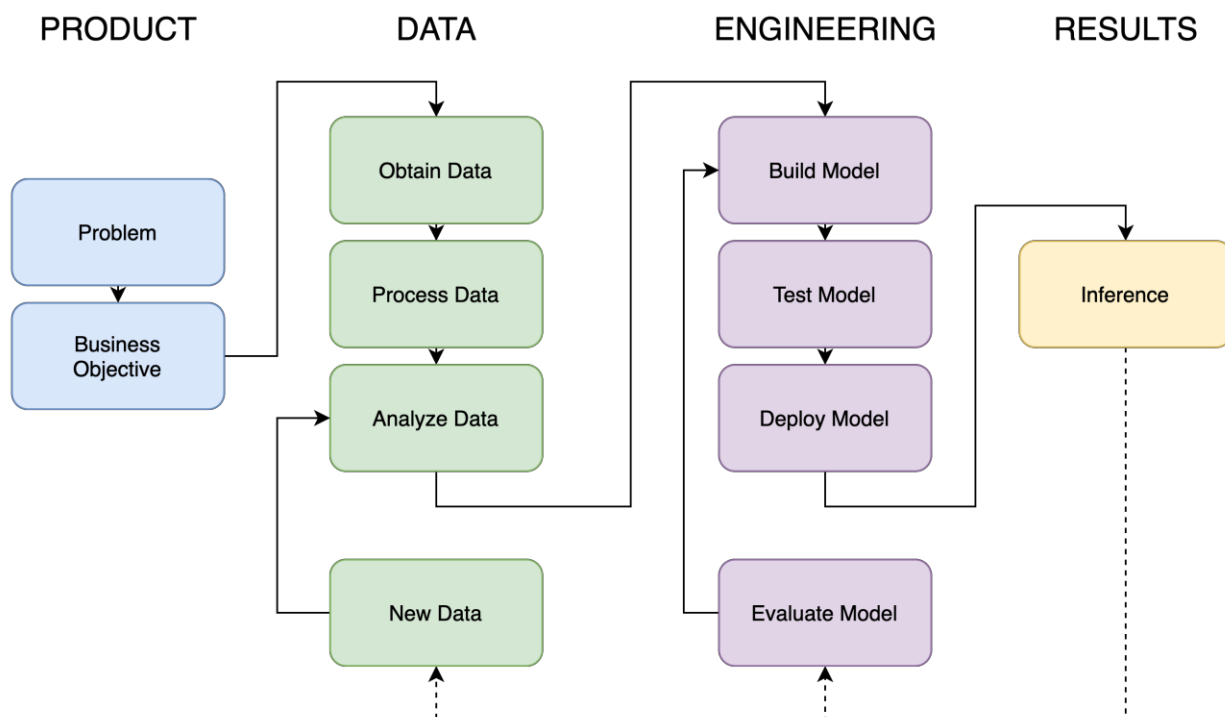 PRODUCT
DATA
ENGINEERING
RESULTS
Problem
Business
Objective
Obtain Data
Process Data
Analyze Data
New Data
Build Model
Test Model
Deploy Model
Evaluate Model
Inference